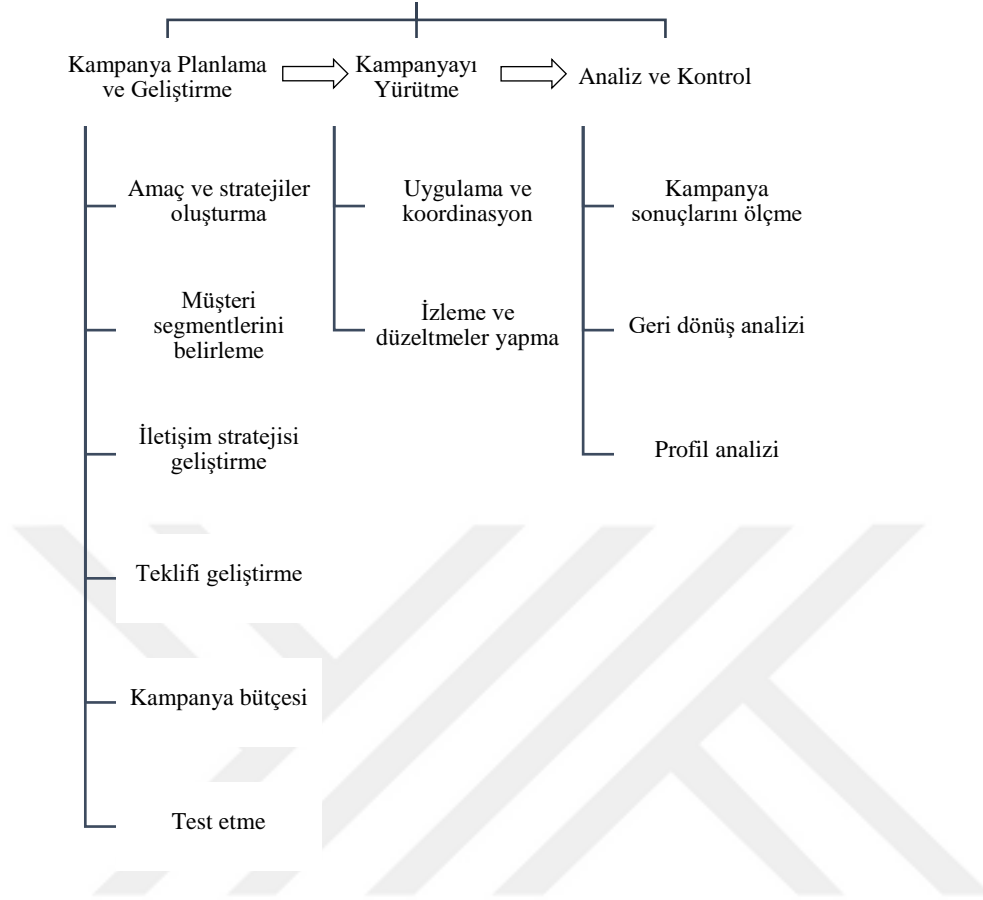 Kampanya Planlama
ve Geliştirme
Kampanyayı
Yürütme
Analiz ve Kontrol
Amaç ve stratejiler
oluşturma
Müşteri
segmentlerini
belirleme
İletişim stratejisi
geliştirme
Teklifi geliştirme
Kampanya bütçesi
Test etme
Uygulama ve
koordinasyon
İzleme ve
düzeltmeler yapma
Kampanya
sonuçlarını ölçme
Geri dönüş analizi
Profil analizi